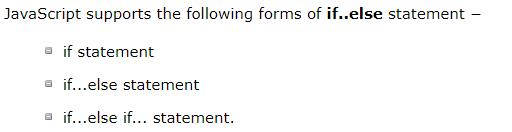 JavaScript supports the following forms of if..else statement −
if statement
if...else statement
if...else if... statement.